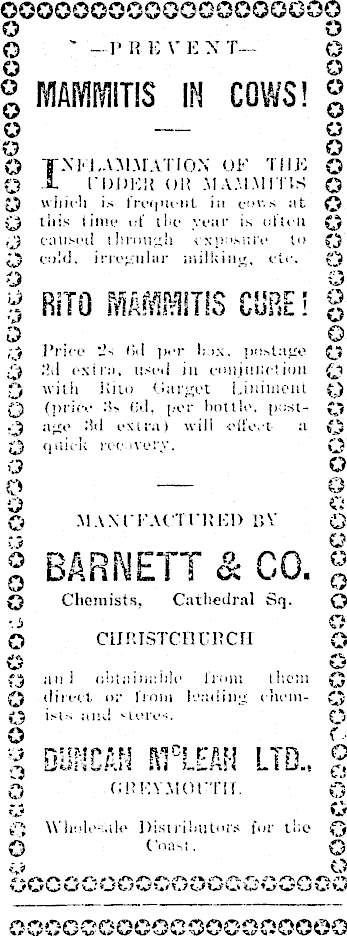 —PREVENT—
MAMMITIS IN COWS!
INFLAMMATION OF THE
UDDER OR MAMMITIS
which is frequent in cows at
this time of the year is often
caused through exposure to
cold, irregular milking, etc.
RITO MAMMITIS CURE!
Price 2s 6d per box, postage
3d extra, used in conjunction
with Rito Garget Liniment
(price 3s 6d, per bottle, post-
age 3d extra) will effect a
quick recovery.
MANUFACTURED BY
BARNETT & CO.
Chemists, Cathedral Sq.
CHRISTCHURCH
and obtainable from them
direct or from leading chem-
ists and stores.
DUNCAN McLEAN LTD.,
GREYMOUTH.
Wholesale Distributors for the
Coast.